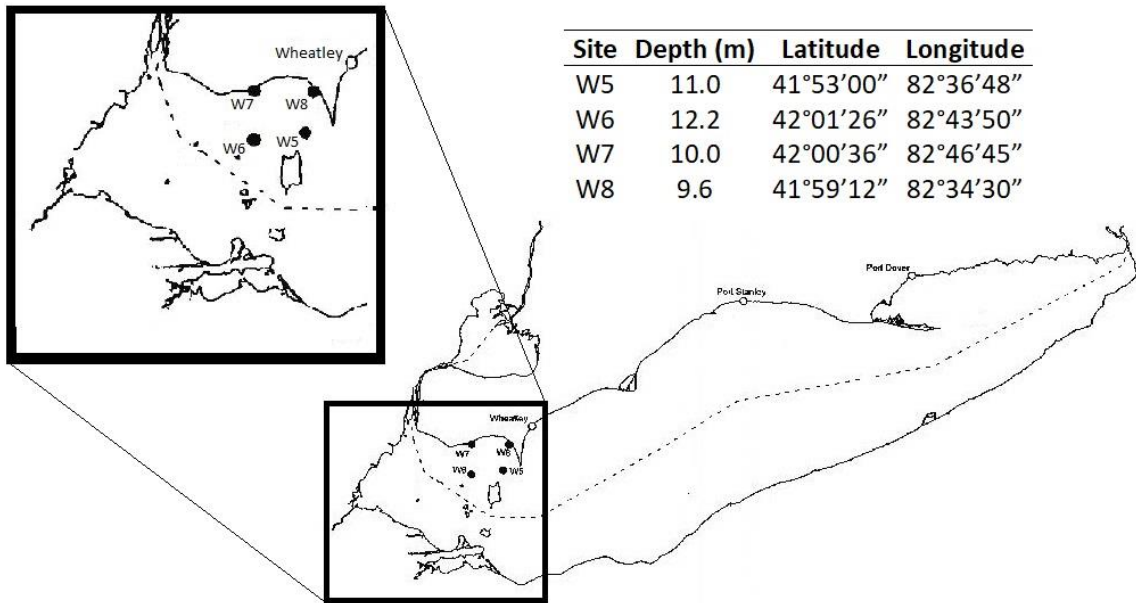 Wheatley
W7
W8
W6
W5
Site Depth (m) Latitude Longitude
W5 11.0 41°53’00” 82°36’48”
W6 12.2 42°01’26” 82°43’50”
W7 10.0 42°00’36” 82°46’45”
W8 9.6 41°59’12” 82°34’30”
Port Dover
Port Stanley
Wheatley
W7
W8
W6
W5